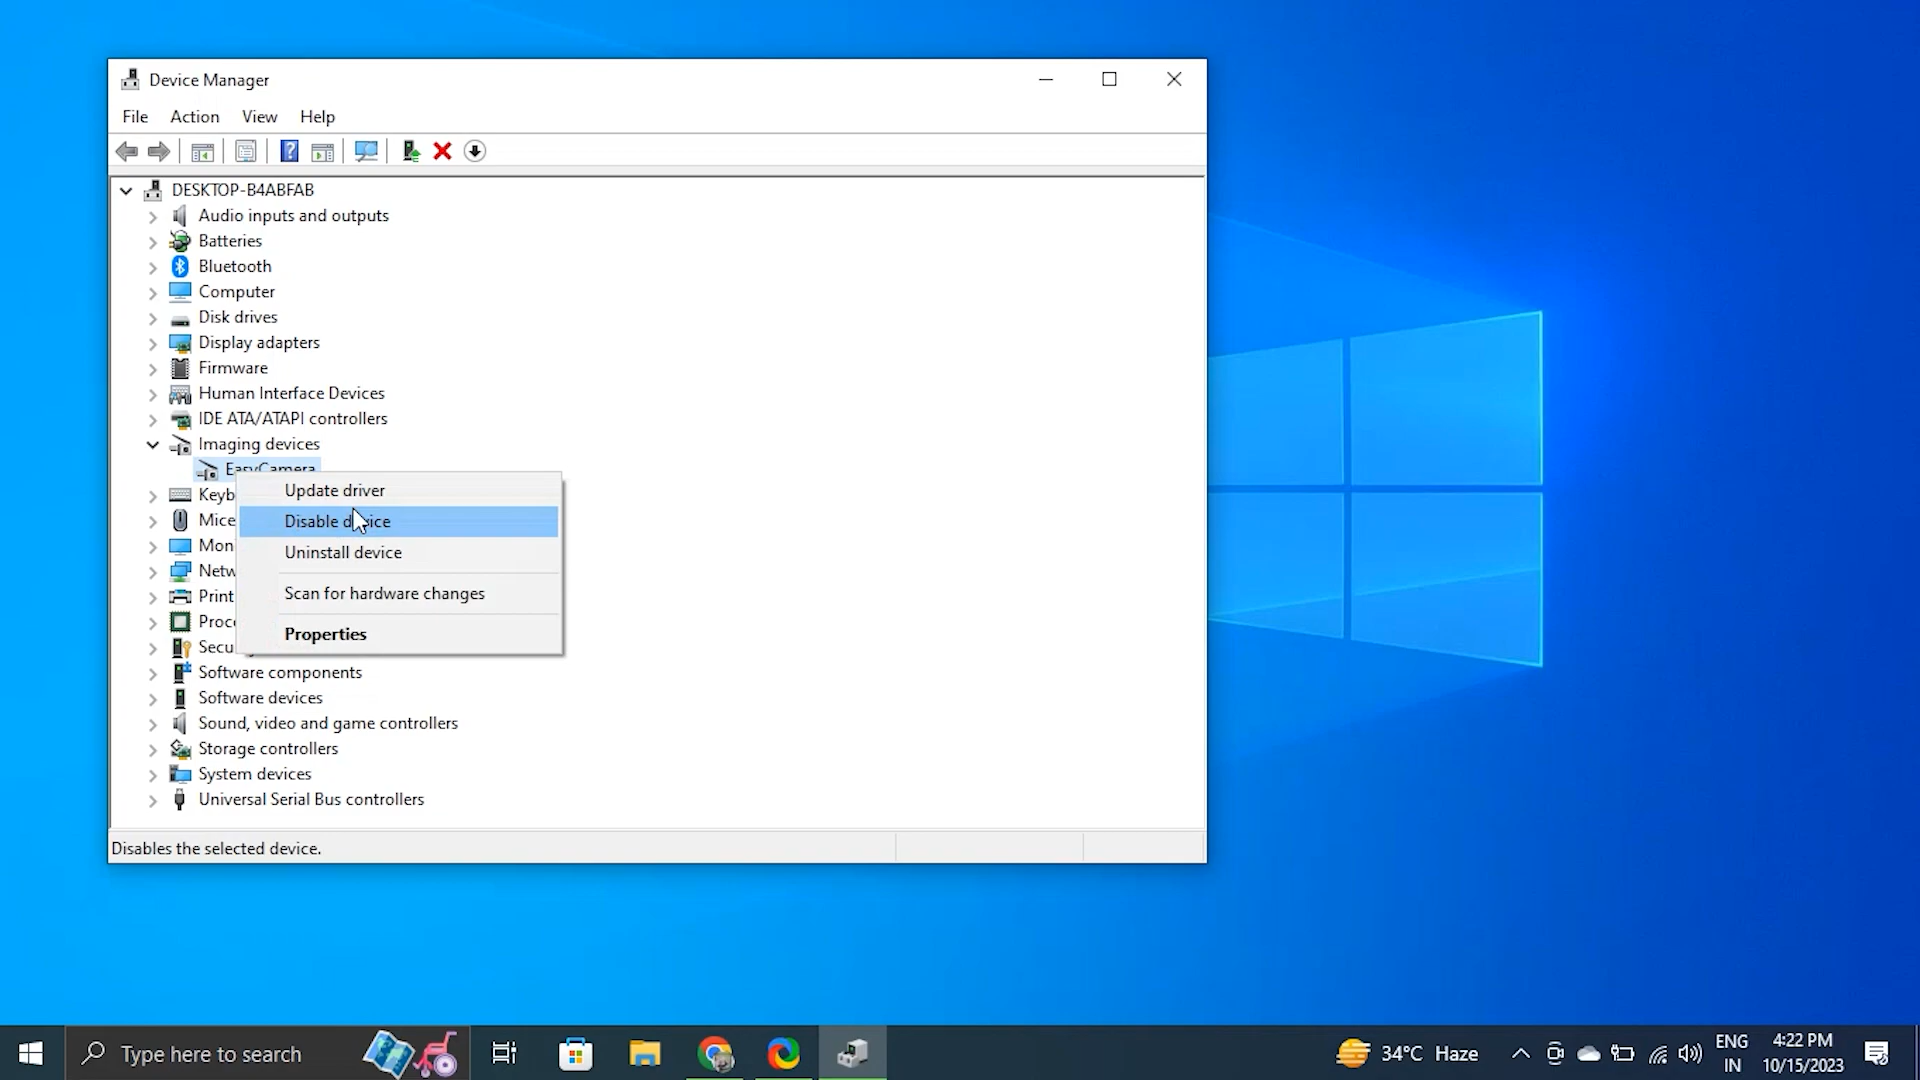 Device Manager
File Action View Help
DESKTOP-B4ABFAB
Audio inputs and outputs
Batteries
Bluetooth
Computer
Disk drives
Display adapters
Firmware
Human Interface Devices
IDE ATA/ATAPI controllers
Imaging devices
EasyCamera
Update driver
Keyb
Disable device
Mice
Uninstall device
Mon
Netw
Scan for hardware changes
Print
Proc
Properties
Secu
Software components
Software devices
Sound, video and game controllers
Storage controllers
System devices
Universal Serial Bus controllers
Disables the selected device.
Type here to search
34°C Haze
ENG
IN
4:22 PM
10/15/2023